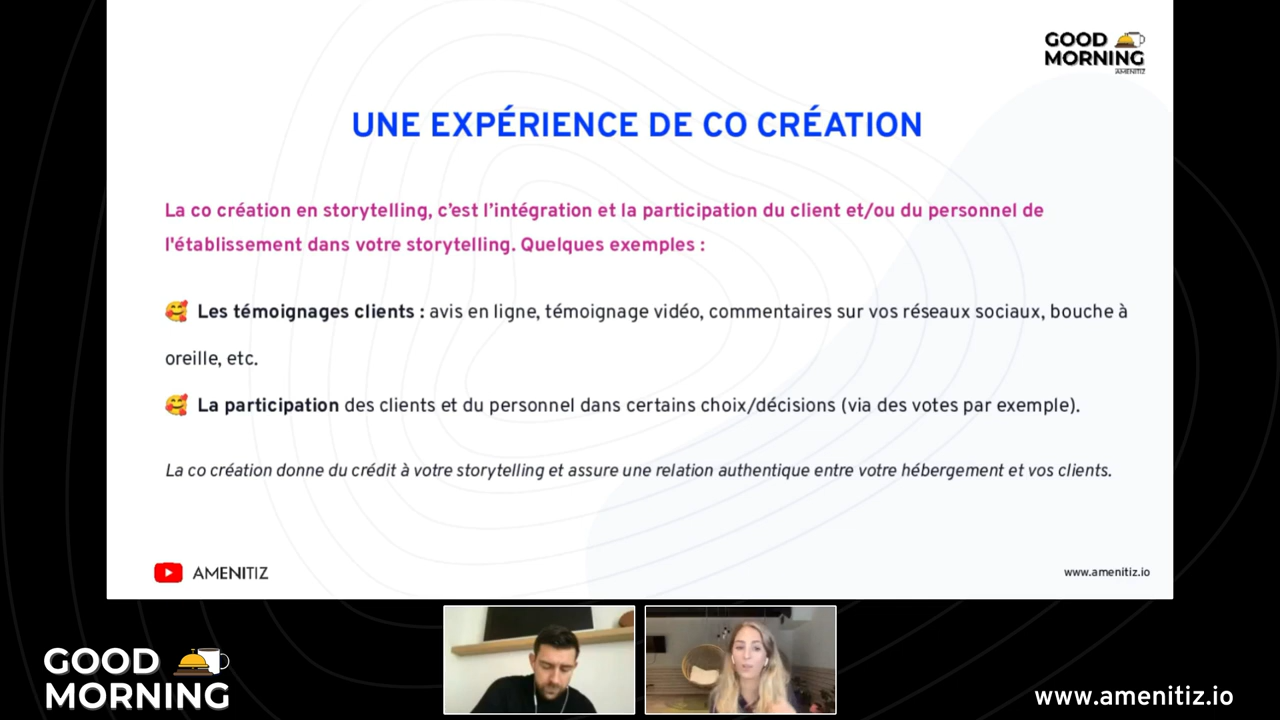 GOOD
MORNING
AMENITIZ
UNE EXPÉRIENCE DE CO CRÉATION
La co création en storytelling, c’est l’intégration et la participation du client et/ou du personnel de
l'établissement dans votre storytelling. Quelques exemples :
🥰 Les témoignages clients : avis en ligne, témoignage vidéo, commentaires sur vos réseaux sociaux, bouche à
oreille, etc.
🥰 La participation des clients et du personnel dans certains choix/décisions (via des votes par exemple).
La co création donne du crédit à votre storytelling et assure une relation authentique entre votre hébergement et vos clients.
AMENITIZ
www.amenitiz.io
GOOD
MORNING
www.amenitiz.io